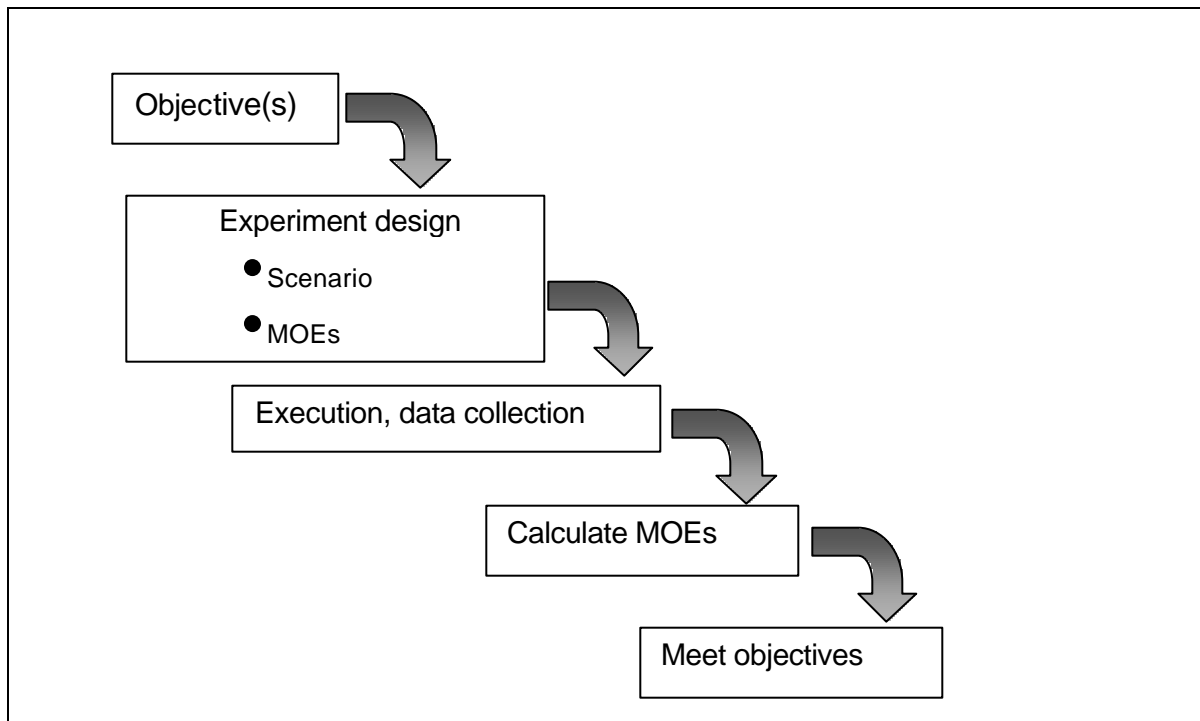 Objective(s)
Experiment design
● Scenario
● MOEs
Execution, data collection
Calculate MOEs
Meet objectives